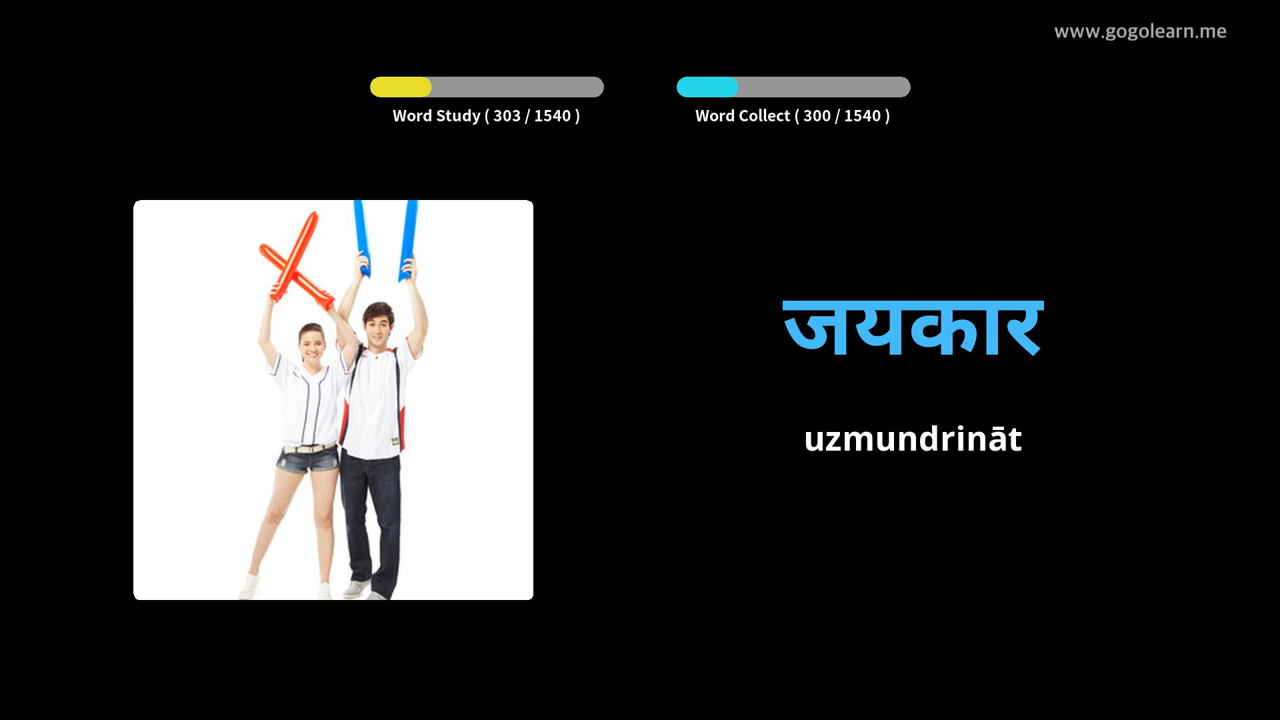 www.gogolearn.me
Word Study ( 303 / 1540 )
Word Collect ( 300 / 1540 )
जयकार
uzmundrināt